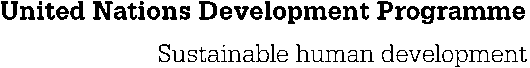 United Nations Development Programme
Sustainable human development